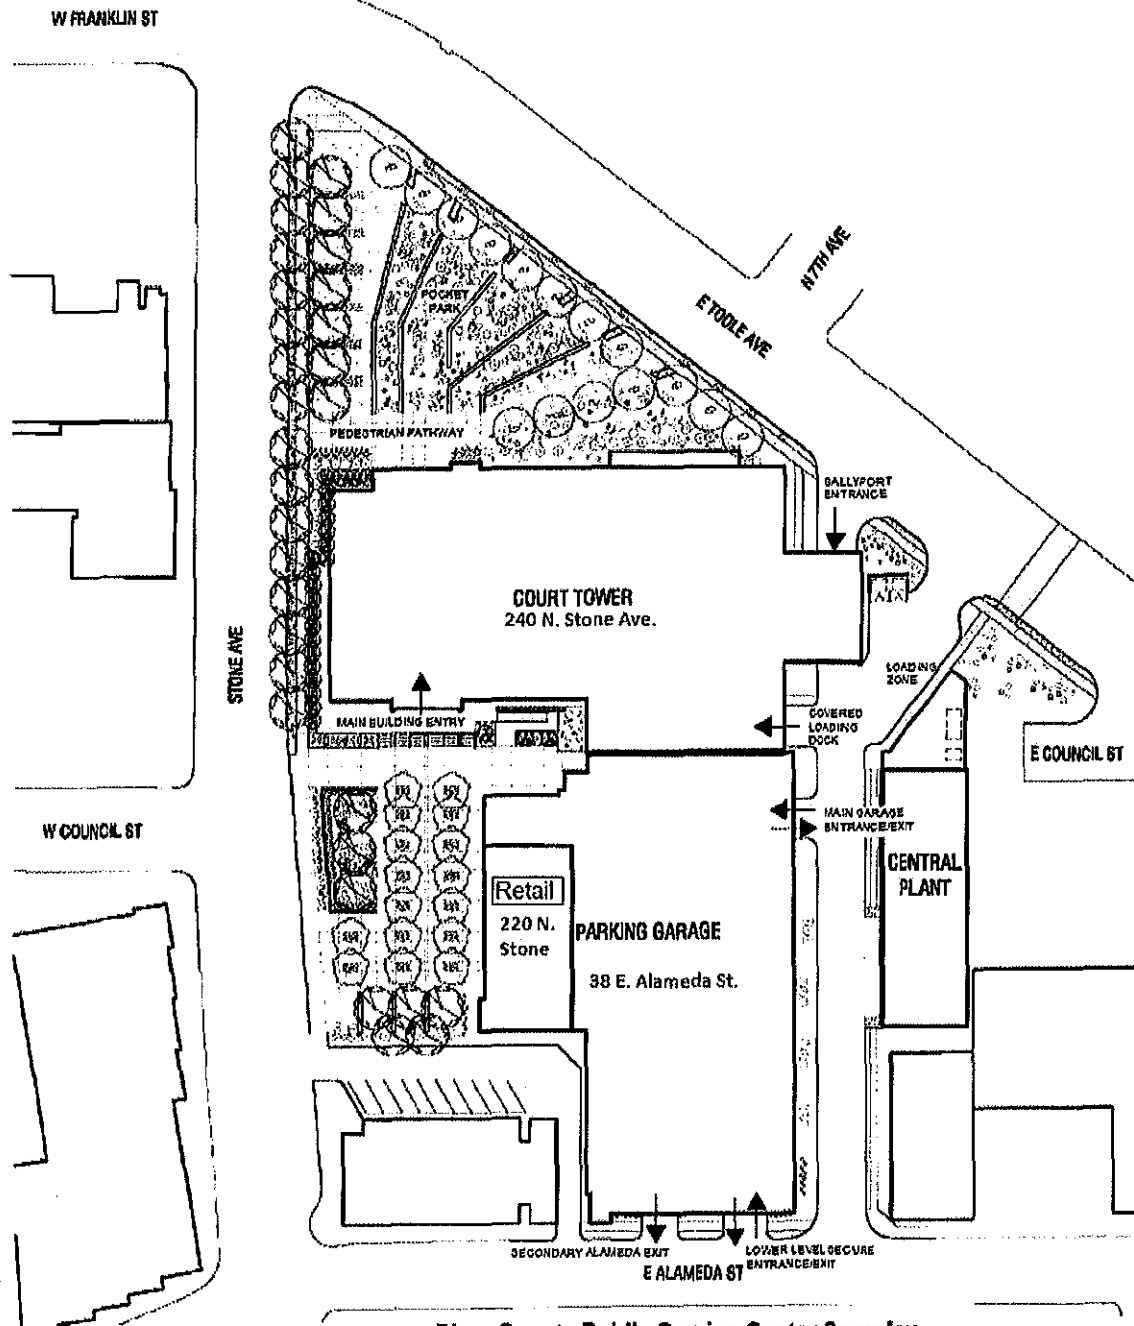 W FRANKLIN ST
N 7TH AVE
E TOOLE AVE
POCKET
PARK
PEDESTRIAN PATHWAY
SALLYPORT
ENTRANCE
COURT TOWER
240 N. Stone Ave.
STONE AVE
LOADING
ZONE
MAIN BUILDING ENTRY
COVERED
LOADING
DOCK
E COUNCIL ST
W COUNCIL ST
MAIN GARAGE
ENTRANCE/EXIT
CENTRAL
PLANT
Retail
220 N.
Stone
PARKING GARAGE
38 E. Alameda St.
SECONDARY ALAMEDA EXIT
LOWER LEVEL SECURE
ENTRANCE/EXIT
E ALAMEDA ST